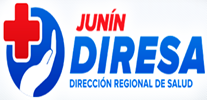 JUNÍN
DIRESA
DIRECCIÓN REGIONAL DE SALUD